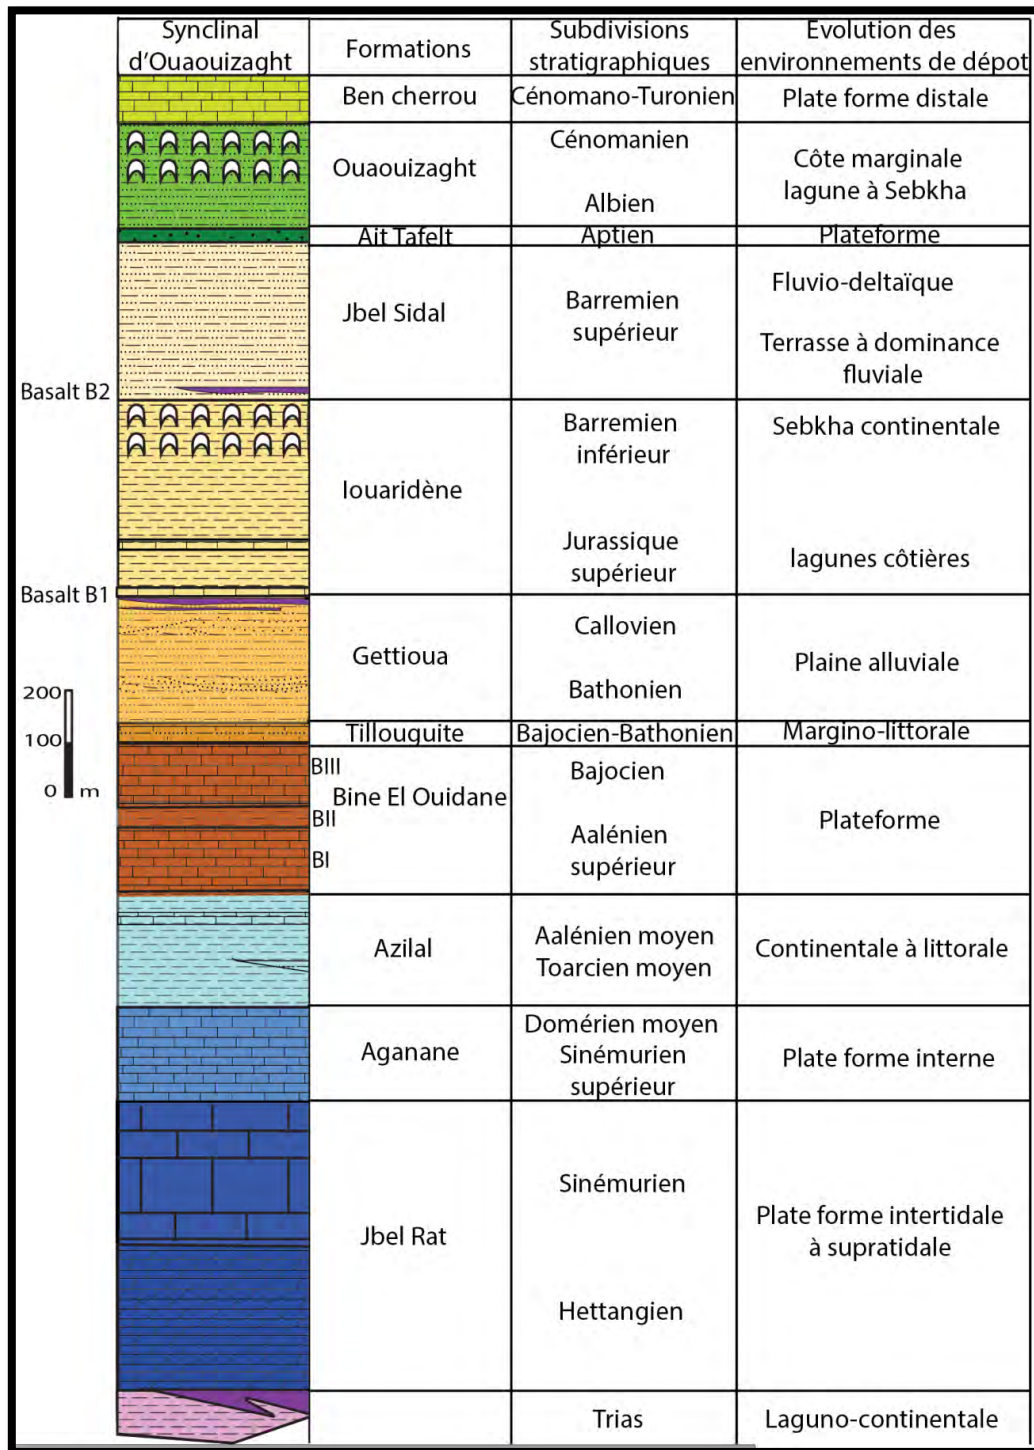 Synclinal
d'Ouaouizaght
Formations
Subdivisions
stratigraphiques
Evolution des
environnements de dépot
Ben cherrou
Cénomano-Turonien
Plate forme distale
Ouaouizaght
Cénomanien
Albien
Côte marginale
lagune à Sebkha
Ait Tafelt
Aptien
Plateforme
Jbel Sidal
Barremien
supérieur
Fluvio-deltaïque
Terrasse à dominance
fluviale
Basalt B2
Iouaridène
Barremien
inférieur
Jurassique
supérieur
Sebkha continentale
lagunes côtières
Basalt B1
Gettioua
Callovien
Bathonien
Plaine alluviale
200
100
0 m
Tillouguite
Bajocien-Bathonien
Margino-littorale
BIII
BII
BI
Bine El Ouidane
Bajocien
Aalénien
supérieur
Plateforme
Azilal
Aalénien moyen
Toarcien moyen
Continentale à littorale
Aganane
Domérien moyen
Sinémurien
supérieur
Plate forme interne
Jbel Rat
Sinémurien
Hettangien
Plate forme intertidale
à supratidale
Trias
Laguno-continentale